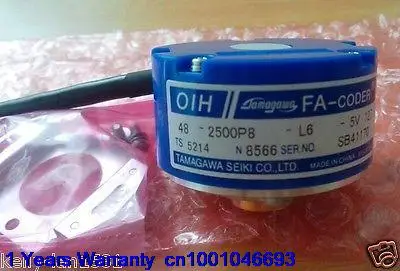 OIH Tamagawa FA-CODER
48 - 2500P8 - L6 - 5V
TS 5214 N 8566 SER.NO. SB41170
TAMAGAWA SEIKI CO.,LTD. MADE IN CHINA
1 Years Warranty cn1001046693